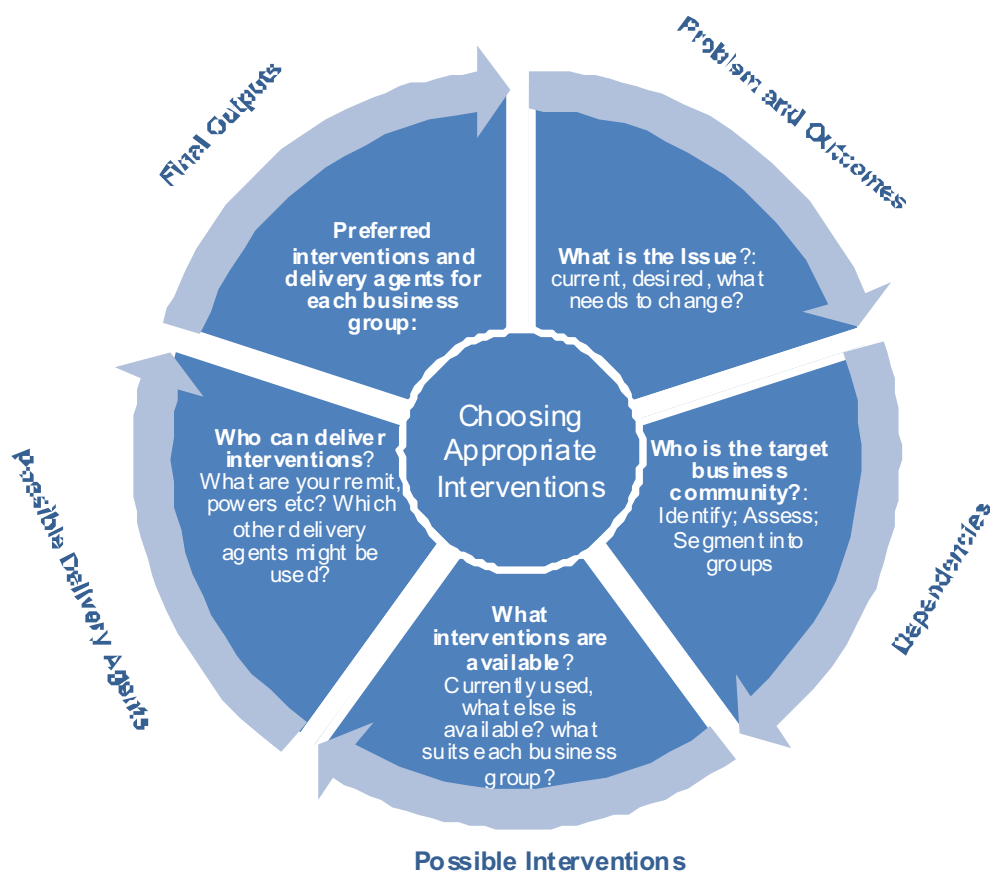 Problem and Outcomes
What is the Issue?:
current, desired, what
needs to change?
Dependencies
Who is the target
business
community?:
Identify; Assess;
Segment into
groups
Possible Interventions
What
interventions are
available?
Currently used,
what else is
available? what
suits each business
group?
Possible Delivery Agents
Who can deliver
interventions?
What are your remit,
powers etc? Which
other delivery
agents might be
used?
Final Outputs
Preferred
interventions and
delivery agents for
each business
group:
Choosing
Appropriate
Interventions